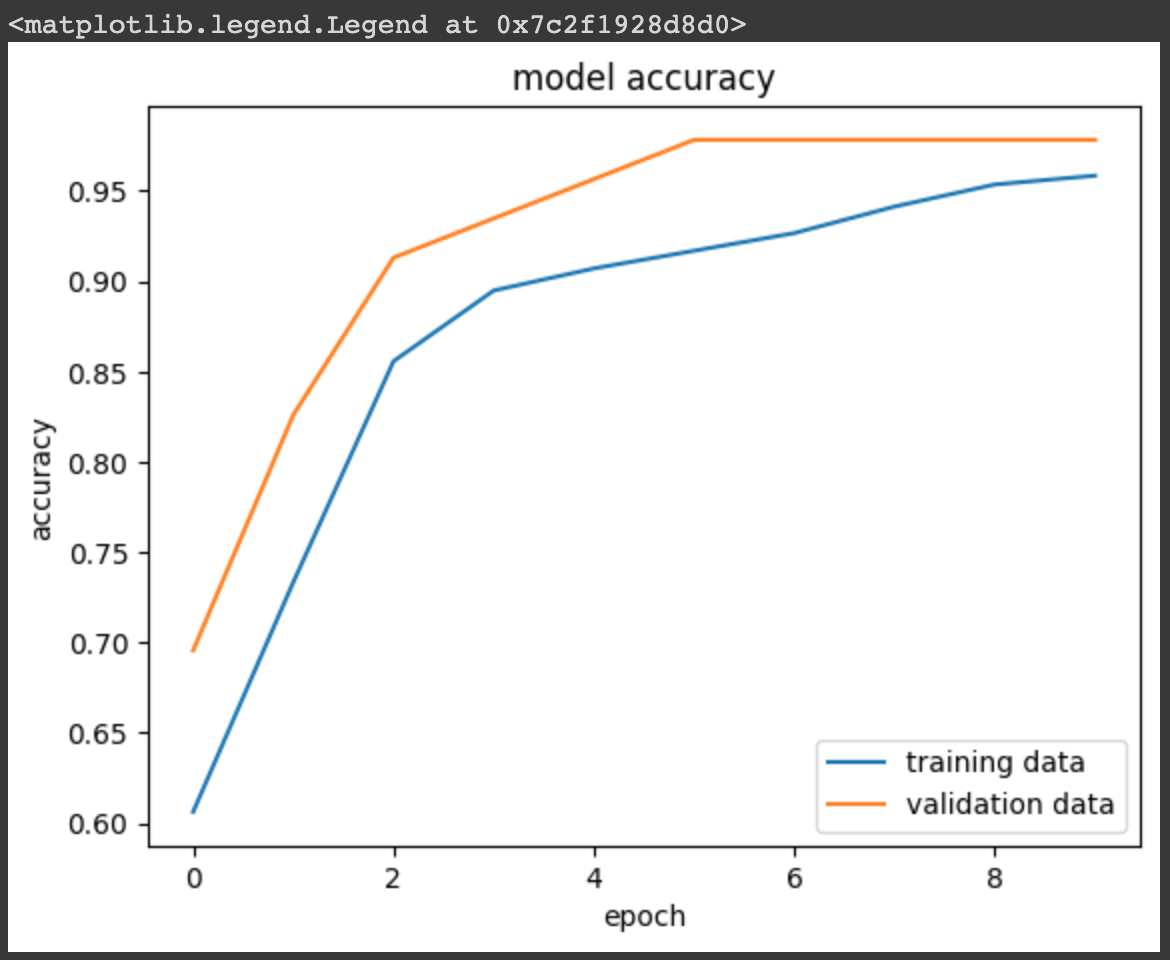 <matplotlib.legend.Legend at 0x7c2f1928d8d0>
model accuracy
0.95
0.90
0.85
0.80
0.75
0.70
0.65
0.60
accuracy
training data
validation data
0 2 4 6 8
epoch